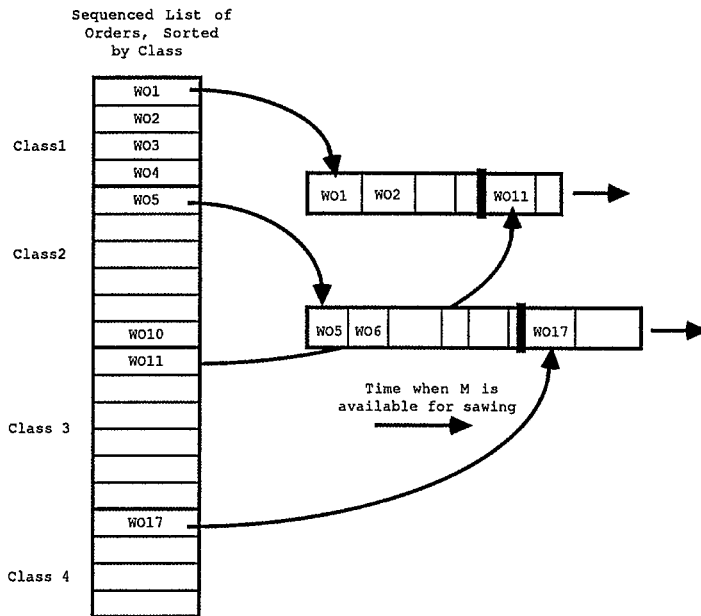 Sequenced List of
Orders, Sorted
by Class
WO1
WO2
Class1
WO3
WO4
WO5
Class2
WO10
WO11
Class 3
WO17
Class 4
WO1 WO2 WO11
WO5 WO6 WO17
Time when M is
available for sawing